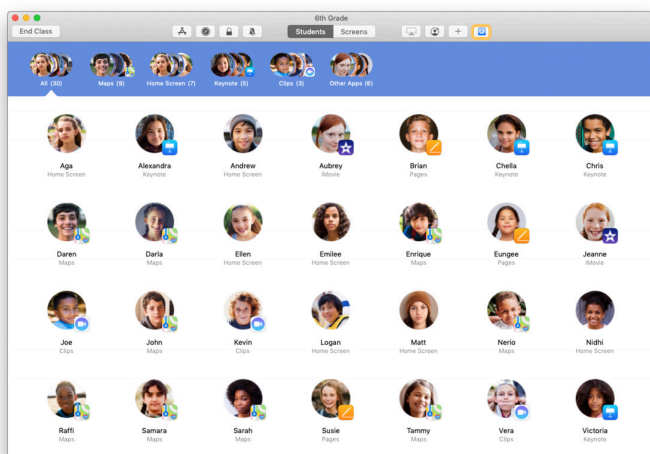 6th Grade
End Class
Students
Screens
All (30)
Maps (9)
Home Screen (7)
Keynote (5)
Clips (3)
Other Apps (6)
Aga
Home Screen
Alexandra
Keynote
Andrew
Home Screen
Aubrey
iMovie
Brian
Pages
Chella
Keynote
Chris
Keynote
Daren
Maps
Darla
Maps
Ellen
Home Screen
Emilee
Home Screen
Enrique
Maps
Eungee
Pages
Jeanne
iMovie
Joe
Clips
John
Maps
Kevin
Clips
Logan
Home Screen
Matt
Home Screen
Nerio
Maps
Nidhi
Home Screen
Raffi
Maps
Samara
Maps
Sarah
Maps
Susie
Pages
Tammy
Maps
Vera
Clips
Victoria
Keynote